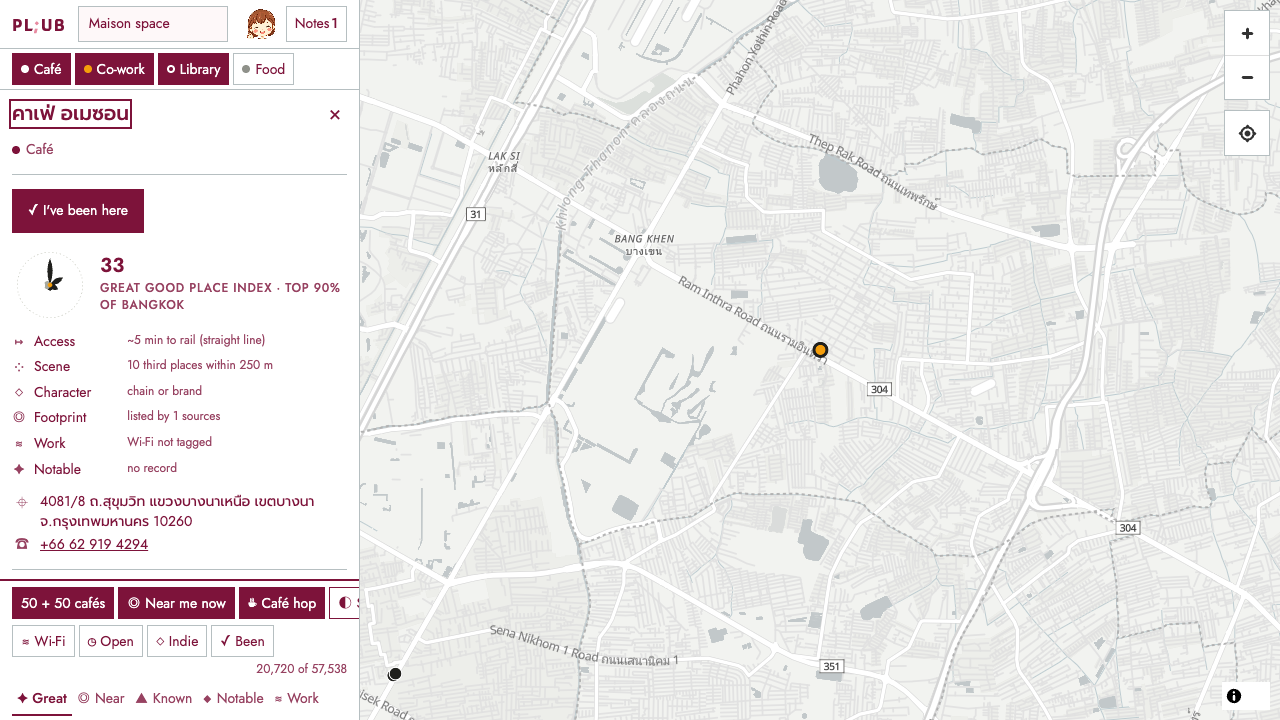 PL;UB
Maison space
Notes 1
Café
Co-work
Library
Food
คาเฟ่ อเมซอน
×
Café
✓ I've been here
33
GREAT GOOD PLACE INDEX · TOP 90%
OF BANGKOK
Access ~5 min to rail (straight line)
Scene 10 third places within 250 m
Character chain or brand
Footprint listed by 1 sources
Work Wi-Fi not tagged
Notable no record
4081/8 ถ.สุขุมวิท แขวงบางนาเหนือ เขตบางนา
จ.กรุงเทพมหานคร 10260
+66 62 919 4294
50 + 50 cafés
Near me now
Café hop
Wi-Fi
Open
Indie
✓ Been
20,720 of 57,538
Great
Near
Known
Notable
Work
Phahon Yothin Road
Khlong Thanon คลองถนน
LAK SI
หลักสี่
Thep Rak Road ถนนเทพรักษ์
31
BANG KHEN
บางเขน
Ram Inthra Road ถนนรามอินทรา
304
304
Sena Nikhom 1 Road ถนนเสนานิคม 1
351
+
−